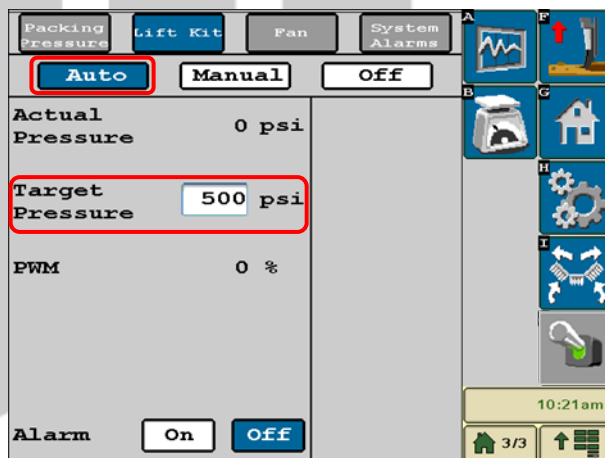 Packing Pressure
Lift Kit
Fan
System Alarms
Auto
Manual
Off
Actual Pressure
0 psi
Target Pressure
500 psi
PWM
0 %
Alarm
On
Off
A
F
B
G
H
I
10:21am
3/3